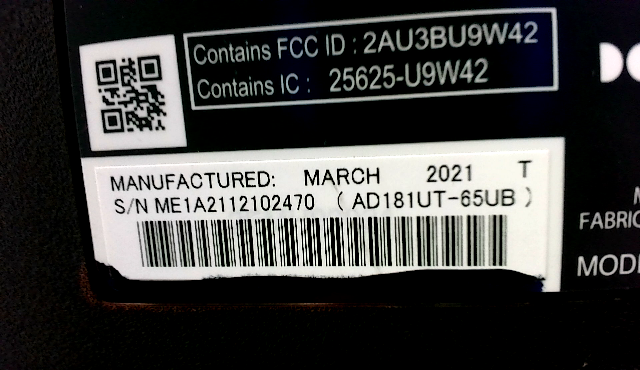 Contains FCC ID : 2AU3BU9W42
Contains IC : 25625-U9W42
MANUFACTURED: MARCH 2021 T
S/N ME1A2112102470 ( AD181UT-65UB )